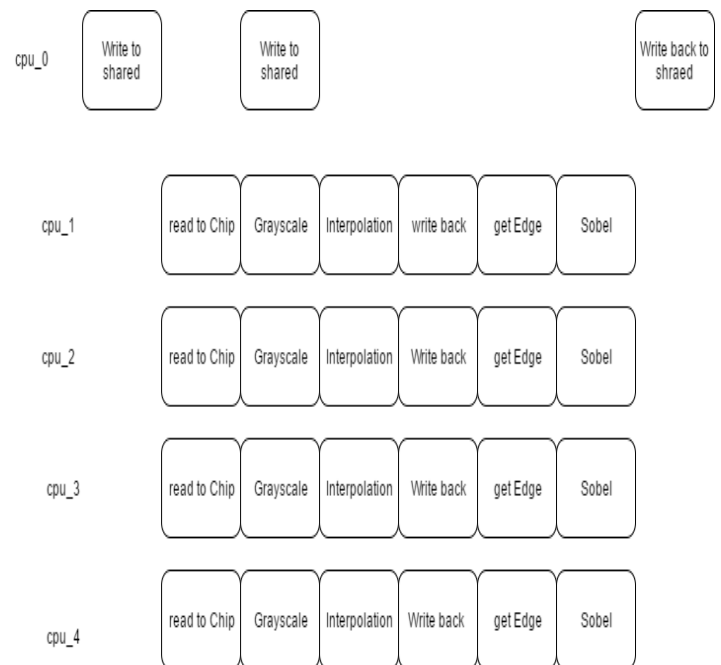 cpu_0
Write to
shared
Write to
shared
Write back to
shraed
cpu_1
read to Chip
Grayscale
Interpolation
write back
get Edge
Sobel
cpu_2
read to Chip
Grayscale
Interpolation
Write back
get Edge
Sobel
cpu_3
read to Chip
Grayscale
Interpolation
Write back
get Edge
Sobel
cpu_4
read to Chip
Grayscale
Interpolation
Write back
get Edge
Sobel